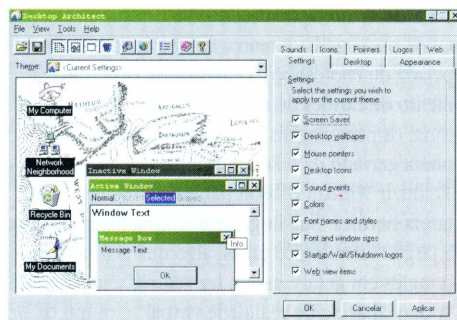 Desktop Architect
File View Tools Help
Theme: <Current Settings>
My Computer
Network Neighborhood
Recycle Bin
My Documents
Inactive Window
Active Window
Normal Selected
Window Text
Message Box
Message Text
Info
OK
Sounds Icons Pointers Logos Web
Settings Desktop Appearance
Settings
Select the settings you wish to
apply for the current theme.
Screen Saver
Desktop wallpaper
Mouse pointers
Desktop Icons
Sound events
Colors
Font names and styles
Font and window sizes
Startup/Wait/Shutdown logos
Web view items
OK Cancelar Aplicar